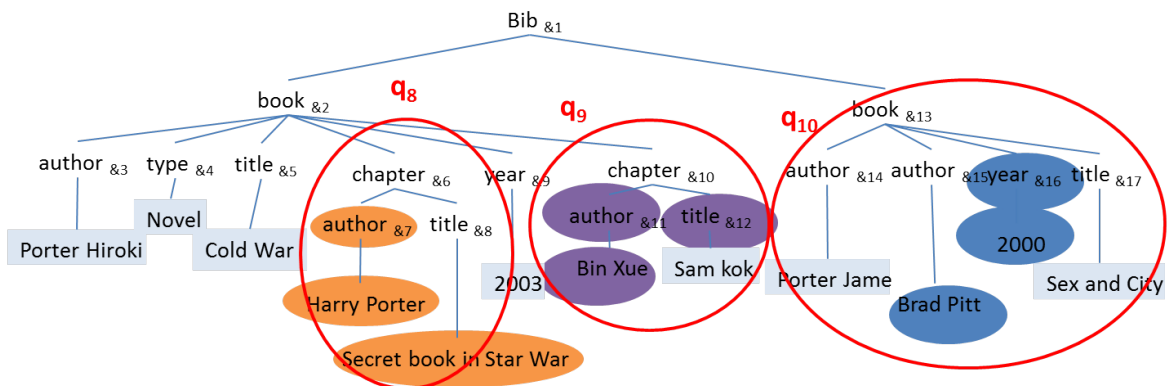 Bib &1
q8
q9
book &2
book &13
q10
author &3
type &4
title &5
chapter &6
year &9
chapter &10
author &14
author &15
year &16
title &17
author &7
title &8
author &11
title &12
Novel
Porter Hiroki
Cold War
2000
Bin Xue
Sam kok
2003
Porter Jame
Sex and City
Harry Porter
Brad Pitt
Secret book in Star War